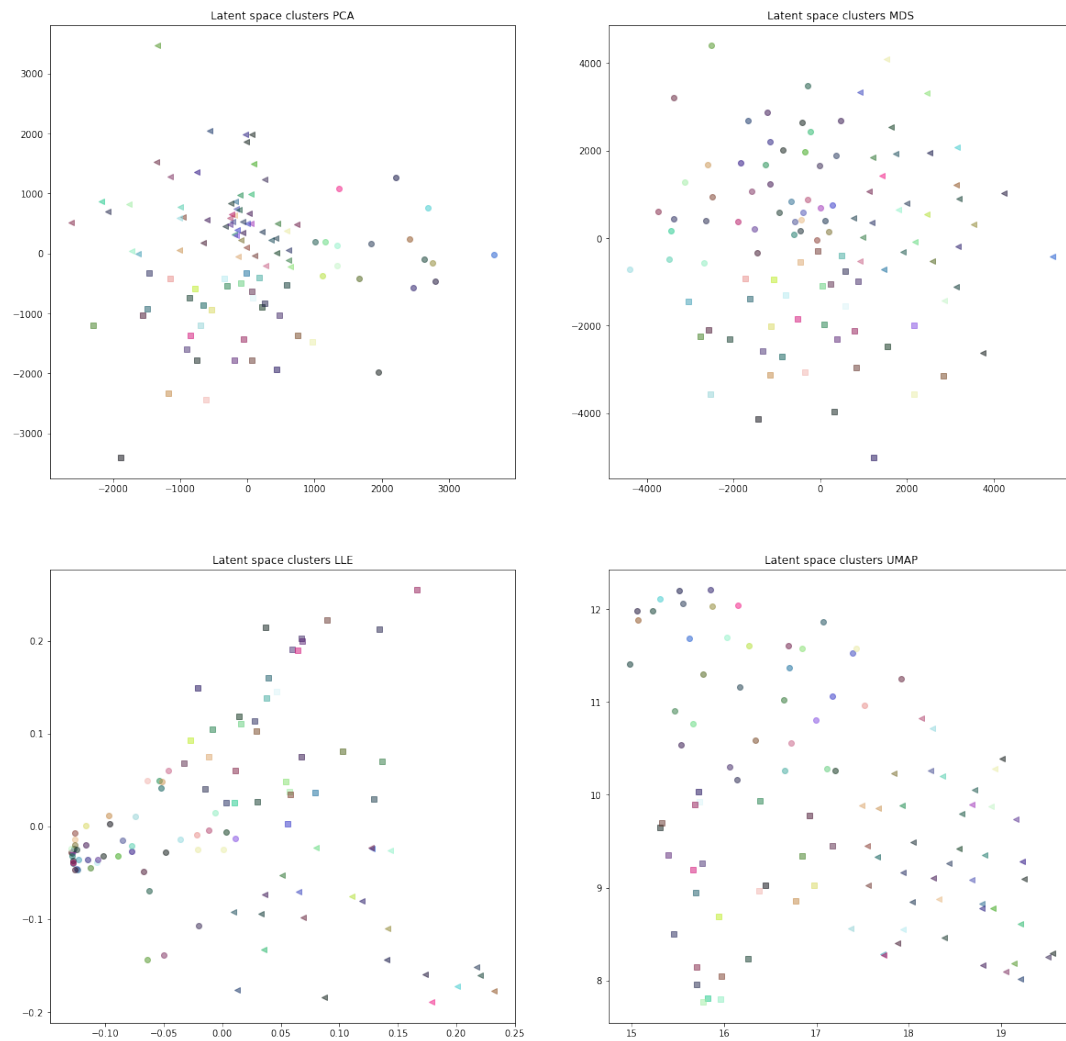 Latent space clusters PCA
3000
2000
1000
0
−1000
−2000
−3000
−2000 −1000 0 1000 2000 3000
Latent space clusters MDS
4000
2000
0
−2000
−4000
−4000 −2000 0 2000 4000
Latent space clusters LLE
0.2
0.1
0.0
−0.1
−0.2
−0.10 −0.05 0.00 0.05 0.10 0.15 0.20 0.25
Latent space clusters UMAP
12
11
10
9
8
15 16 17 18 19